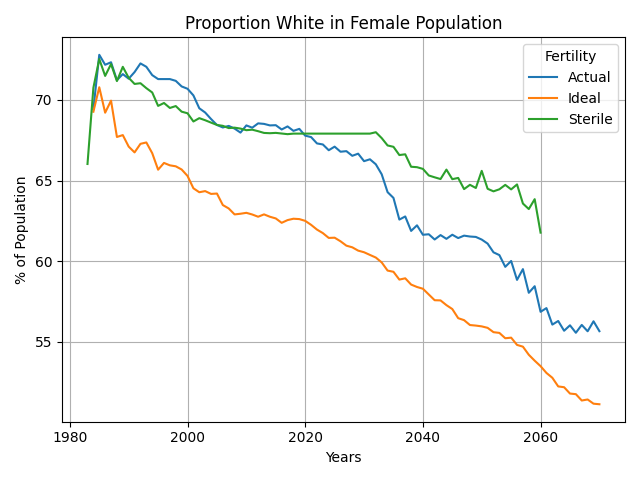 Proportion White in Female Population
Fertility
Actual
Ideal
Sterile
% of Population
70
65
60
55
1980
2000
2020
2040
2060
Years